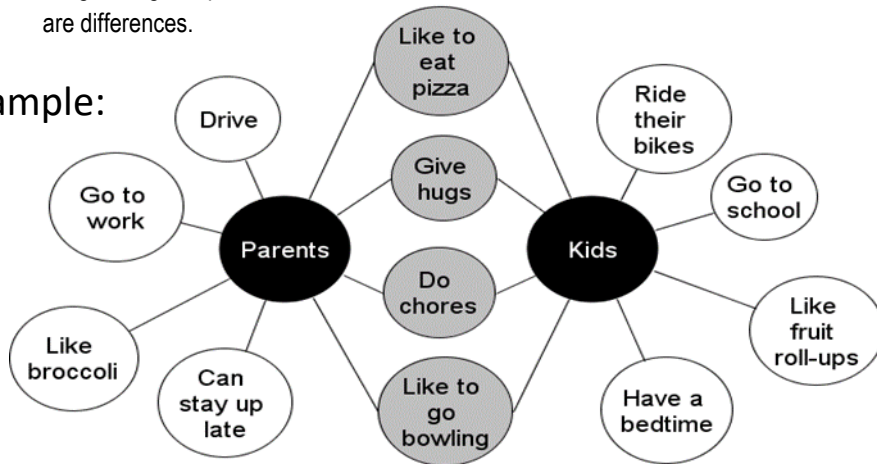 are differences.
ample:
Like to
eat
pizza
Drive
Ride
their
bikes
Give
hugs
Go to
work
Go to
school
Parents
Kids
Do
chores
Like
broccoli
Can
stay up
late
Like to
go
bowling
Have a
bedtime
Like
fruit
roll-ups